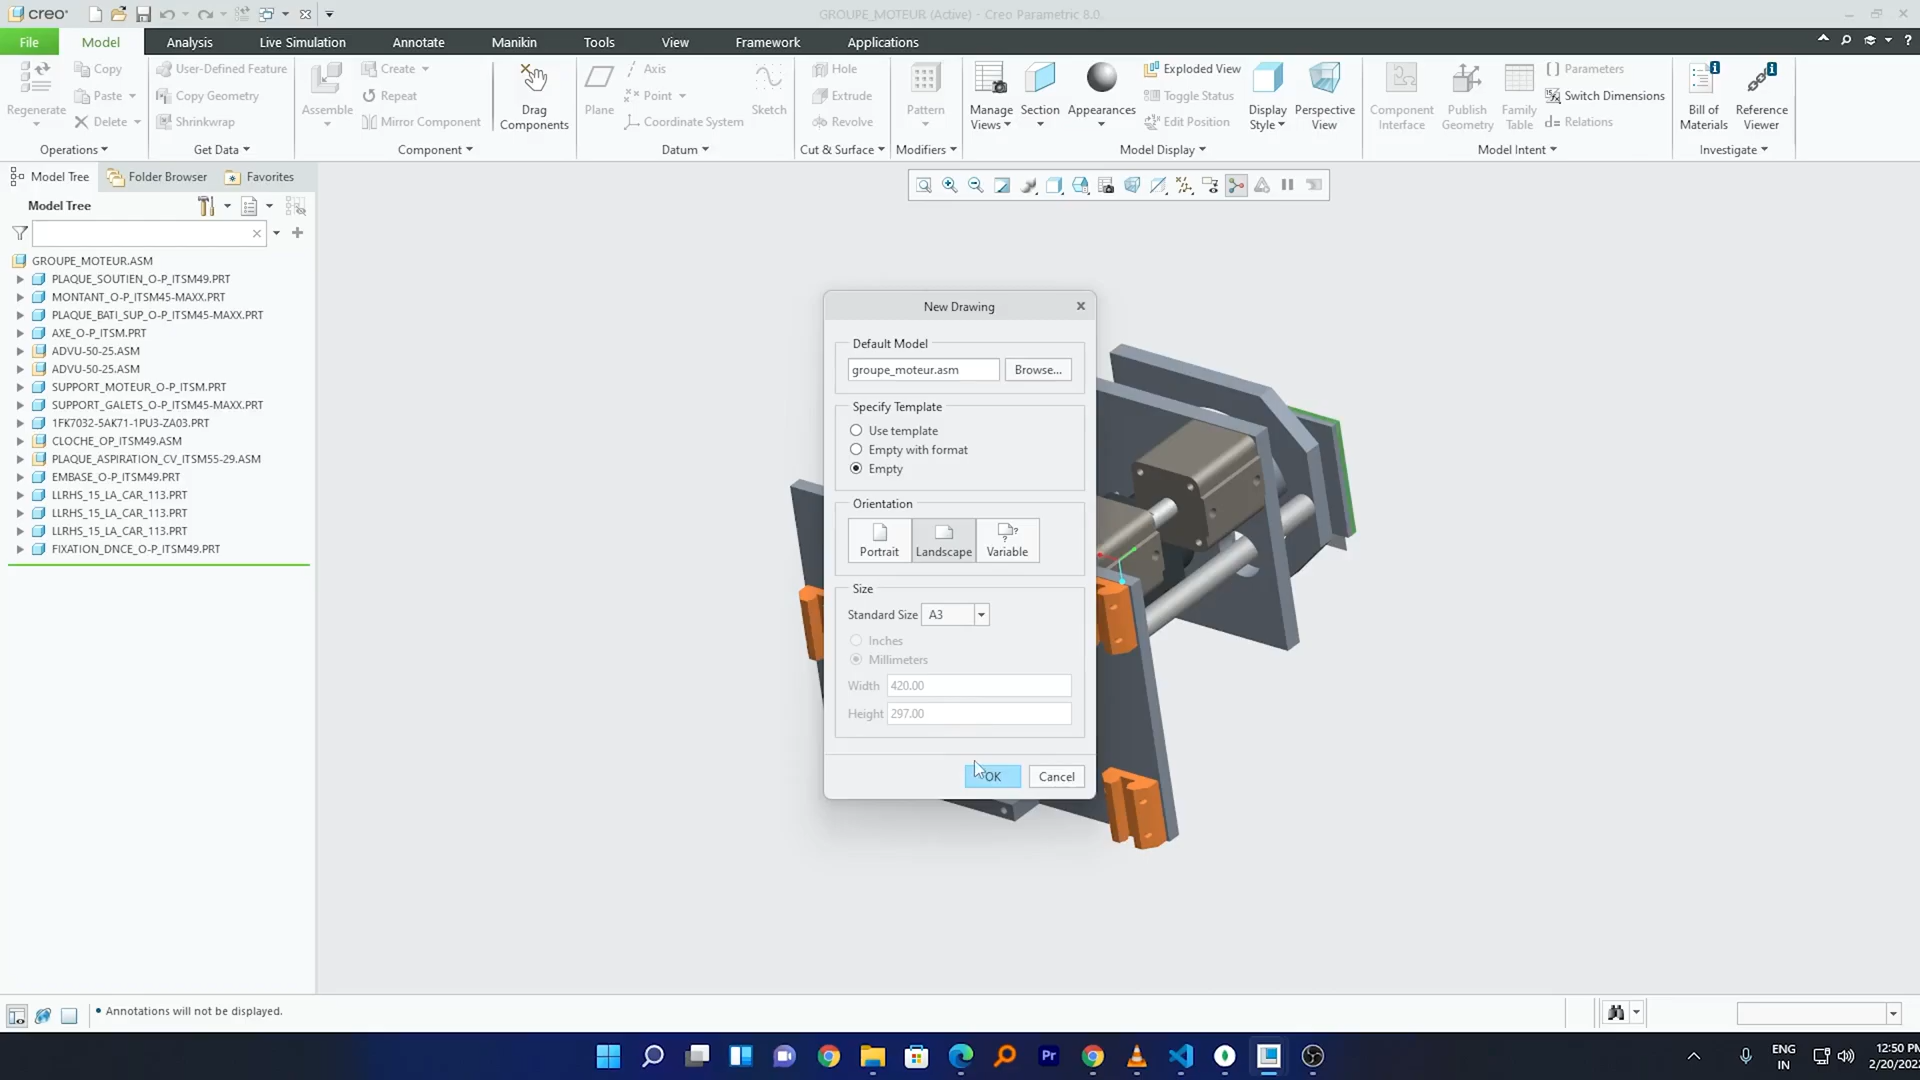 creo
GROUPE_MOTEUR (Active) - Creo Parametric 8.0
File Model Analysis Live Simulation Annotate Manikin Tools View Framework Applications
Regenerate Copy Paste Delete
User-Defined Feature Copy Geometry Shrinkwrap
Assemble Create Repeat Mirror Component
Drag Components
Plane Axis Point Coordinate System Sketch
Hole Extrude Revolve
Pattern
Manage Views Section Appearances Exploded View Toggle Status Edit Position Display Style Perspective View
Component Interface Publish Geometry Family Table Parameters Switch Dimensions Relations
Bill of Materials Reference Viewer
Operations Get Data Component Datum Cut & Surface Modifiers Model Display Model Intent Investigate
Model Tree Folder Browser Favorites
Model Tree
GROUPE_MOTEUR.ASM
PLAQUE_SOUTIEN_O-P_ITSM49.PRT
MONTANT_O-P_ITSM45-MAXX.PRT
PLAQUE_BATI_SUP_O-P_ITSM45-MAXX.PRT
AXE_O-P_ITSM.PRT
ADVU-50-25.ASM
ADVU-50-25.ASM
SUPPORT_MOTEUR_O-P_ITSM.PRT
SUPPORT_GALETS_O-P_ITSM45-MAXX.PRT
1FK7032-5AK71-1PU3-ZA03.PRT
CLOCHE_OP_ITSM49.ASM
PLAQUE_ASPIRATION_CV_ITSM55-29.ASM
EMBASE_O-P_ITSM49.PRT
LLRHS_15_LA_CAR_113.PRT
LLRHS_15_LA_CAR_113.PRT
LLRHS_15_LA_CAR_113.PRT
FIXATION_DNCE_O-P_ITSM49.PRT
New Drawing
Default Model
groupe_moteur.asm Browse...
Specify Template
Use template
Empty with format
Empty
Orientation
Portrait Landscape Variable
Size
Standard Size A3
Inches
Millimeters
Width 420.00
Height 297.00
OK Cancel
• Annotations will not be displayed.
Pr
ENG
IN
12:50 P
2/20/202